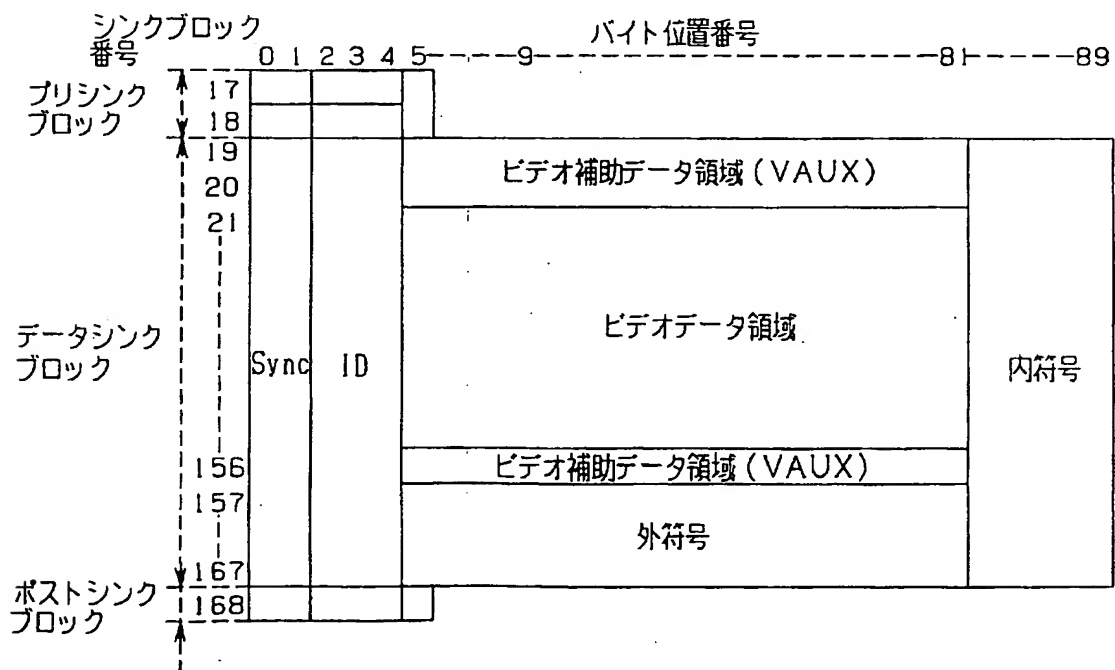 シンクブロック
番号
バイト位置番号
0 1 2 3 4 5-----9-----81-----89
プリシンク
ブロック
17
18
19
20
21
ビデオ補助データ領域(VAUX)
データシンク
ブロック
Sync
ID
ビデオデータ領域
内符号
156
ビデオ補助データ領域(VAUX)
157
外符号
167
ポストシンク
ブロック
168